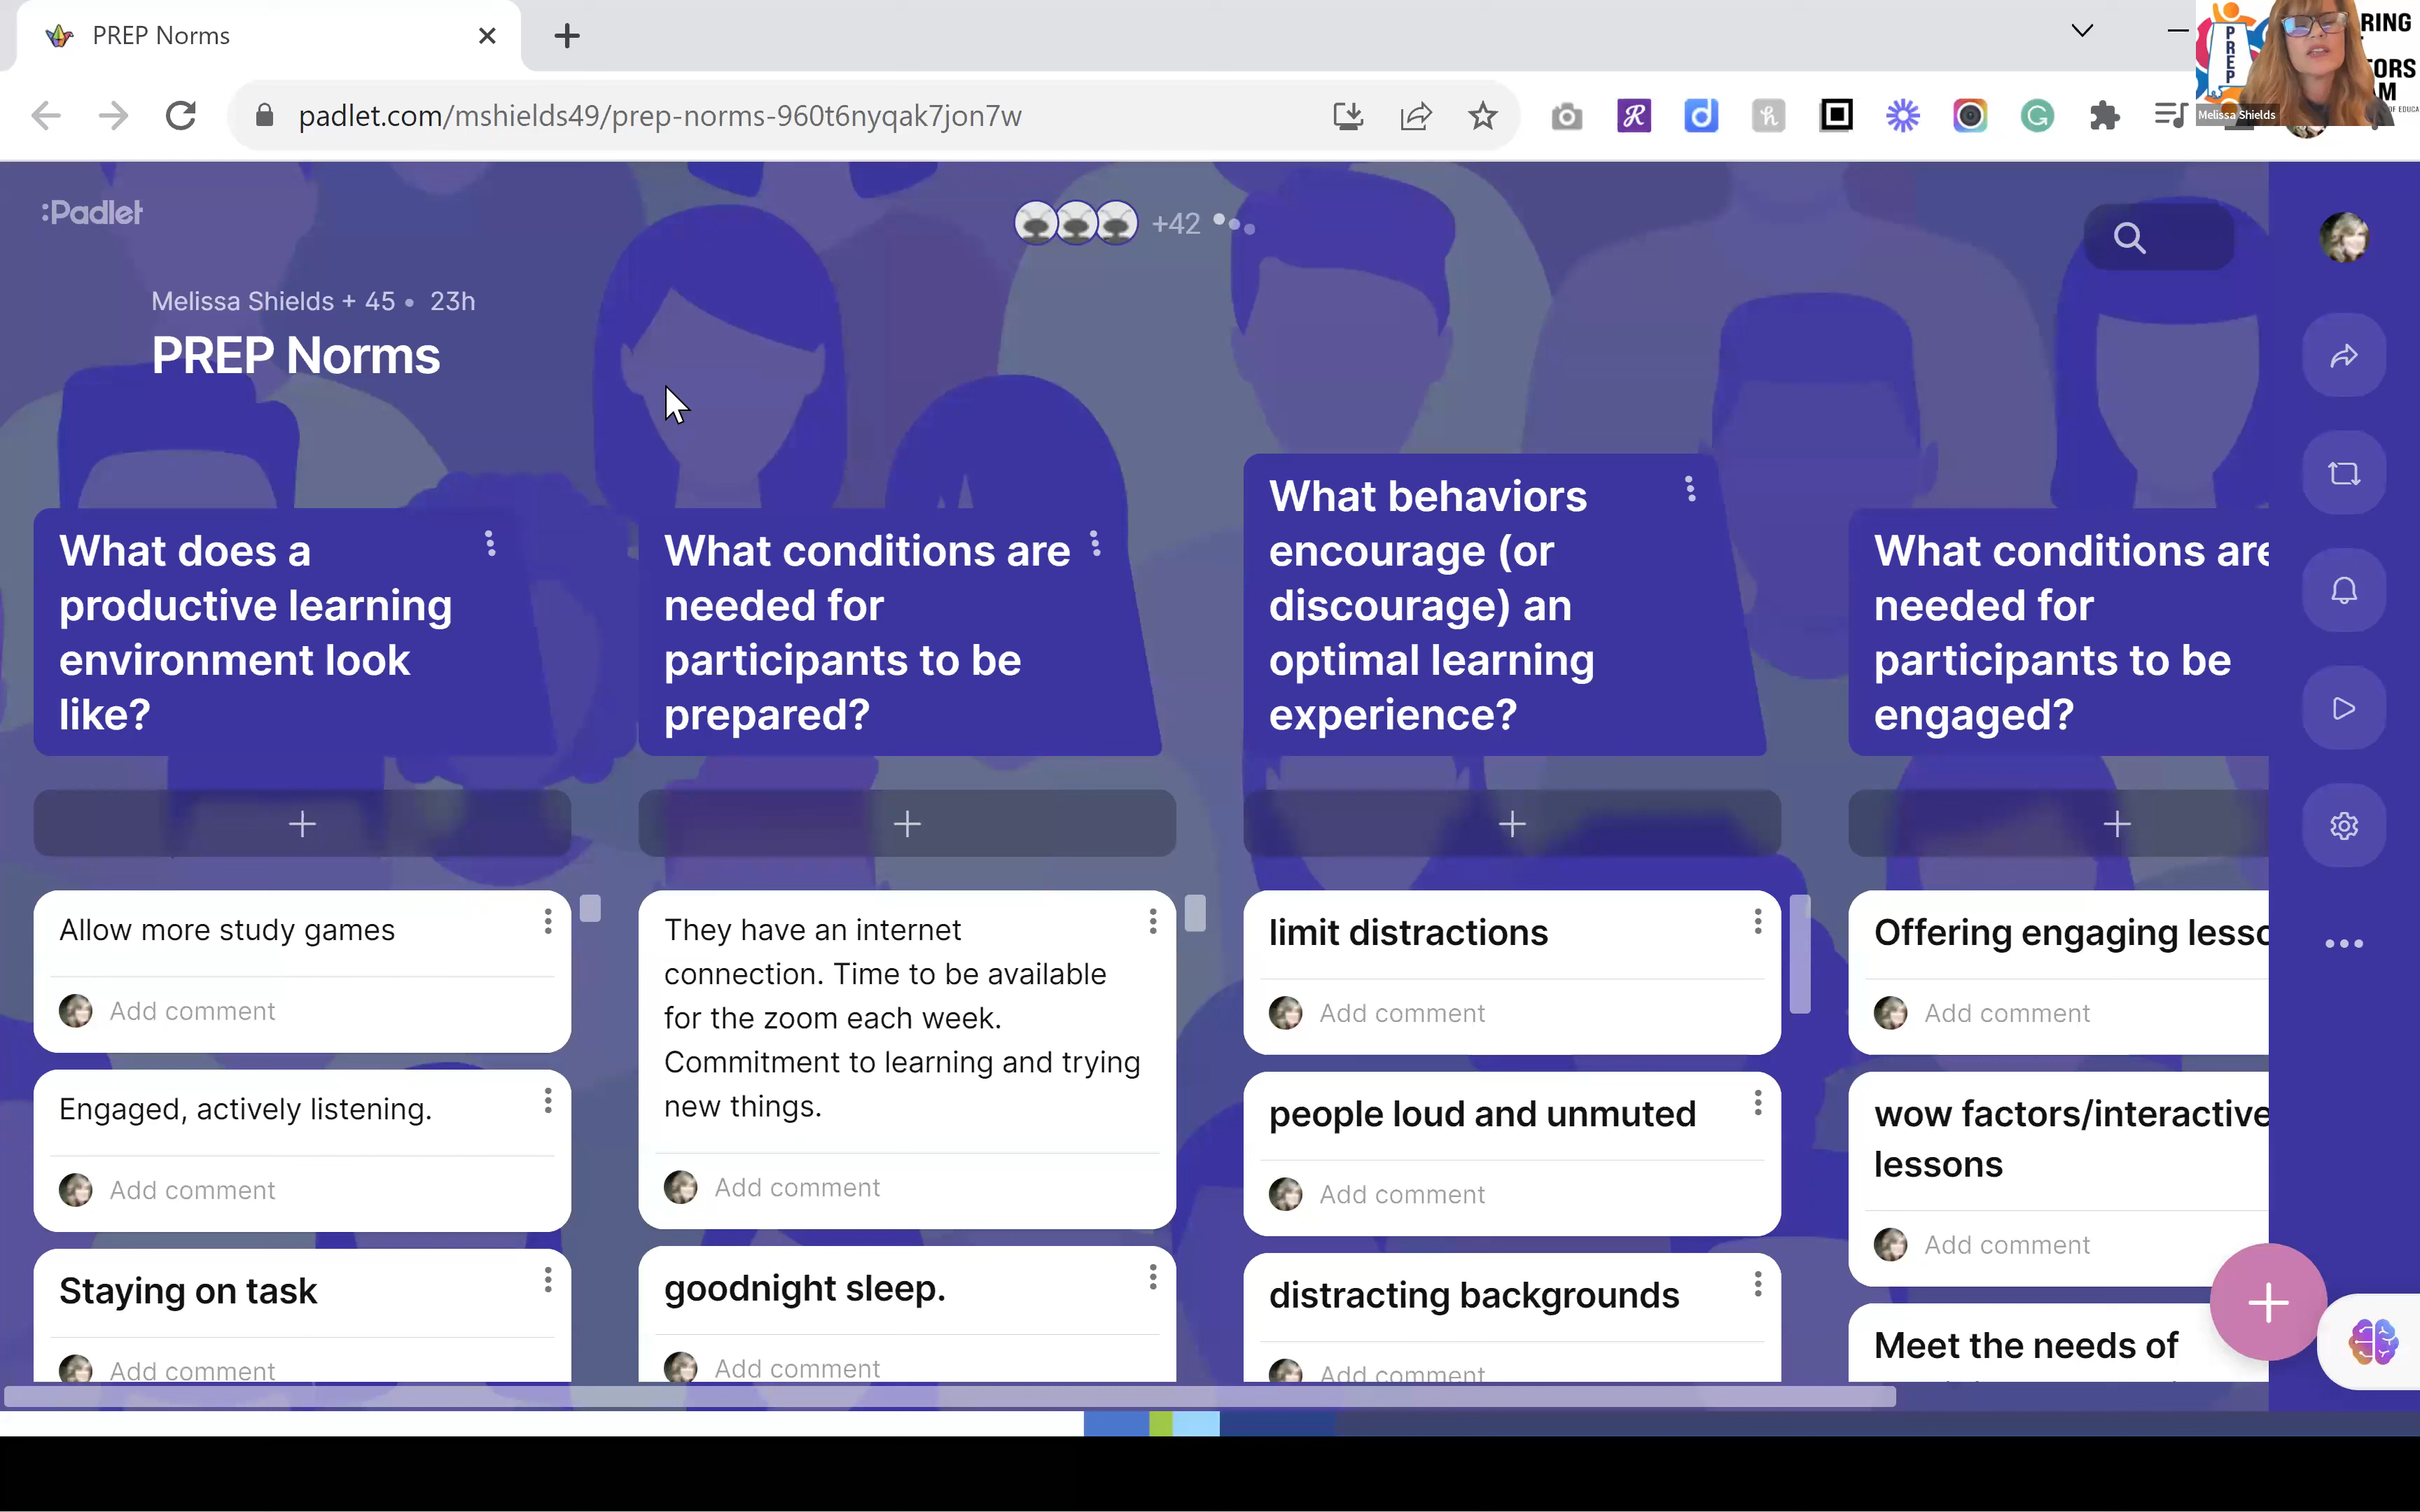 PREP Norms
padlet.com/mshields49/prep-norms-960t6nyqak7jon7w
RING
TORS
AM
OF EDUCA
PREP
Melissa Shields
:Padlet
+42
Melissa Shields + 45 • 23h
PREP Norms
What does a
productive learning
environment look
like?
Allow more study games
Add comment
Engaged, actively listening.
Add comment
Staying on task
Add comment
What conditions are
needed for
participants to be
prepared?
They have an internet
connection. Time to be available
for the zoom each week.
Commitment to learning and trying
new things.
Add comment
goodnight sleep.
Add comment
What behaviors
encourage (or
discourage) an
optimal learning
experience?
limit distractions
Add comment
people loud and unmuted
Add comment
distracting backgrounds
Add comment
What conditions are
needed for
participants to be
engaged?
Offering engaging lesso
Add comment
wow factors/interactive
lessons
Add comment
Meet the needs of